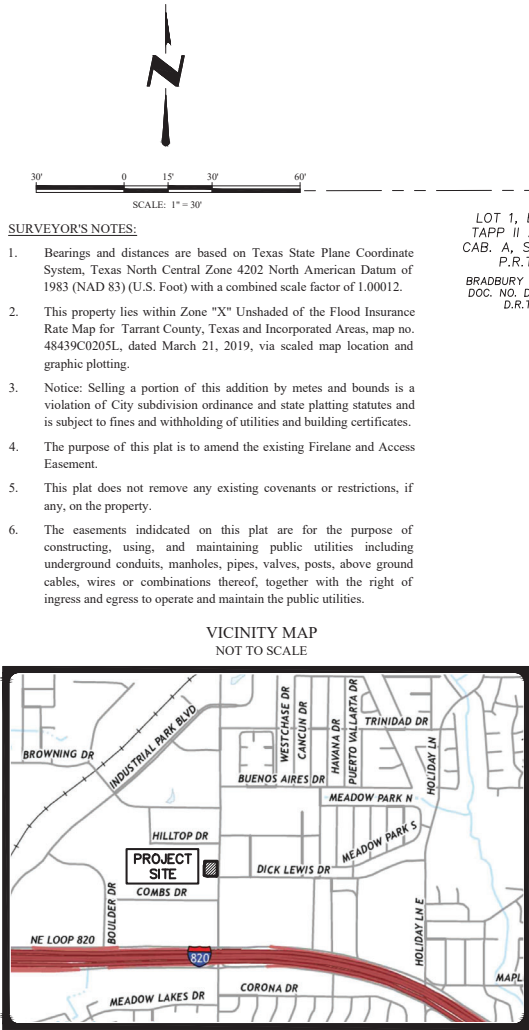 N
30' 0 15' 30' 60'
SCALE: 1" = 30'
SURVEYOR'S NOTES:
1. Bearings and distances are based on Texas State Plane Coordinate
System, Texas North Central Zone 4202 North American Datum of
1983 (NAD 83) (U.S. Foot) with a combined scale factor of 1.00012.
2. This property lies within Zone "X" Unshaded of the Flood Insurance
Rate Map for Tarrant County, Texas and Incorporated Areas, map no.
48439C0205L, dated March 21, 2019, via scaled map location and
graphic plotting.
3. Notice: Selling a portion of this addition by metes and bounds is a
violation of City subdivision ordinance and state platting statutes and
is subject to fines and withholding of utilities and building certificates.
4. The purpose of this plat is to amend the existing Firelane and Access
Easement.
5. This plat does not remove any existing covenants or restrictions, if
any, on the property.
6. The easements indidcated on this plat are for the purpose of
constructing, using, and maintaining public utilities including
underground conduits, manholes, pipes, valves, posts, above ground
cables, wires or combinations thereof, together with the right of
ingress and egress to operate and maintain the public utilities.
LOT 1,
TAPP II
CAB. A, S
P.R.T
BRADBURY
DOC. NO. D
D.R.T
VICINITY MAP
NOT TO SCALE
BROWNING DR
INDUSTRIAL PARK BLVD
WESTCHASE DR
CANCUN DR
HAVANA DR
PUERTO VALLARTA DR
TRINIDAD DR
HOLIDAY LN
BUENOS AIRES DR
MEADOW PARK N
MEADOW PARK S
HILLTOP DR
PROJECT
SITE
DICK LEWIS DR
COMBS DR
BOULDER DR
NE LOOP 820
820
HOLIDAY LN E
MAPL
MEADOW LAKES DR
CORONA DR